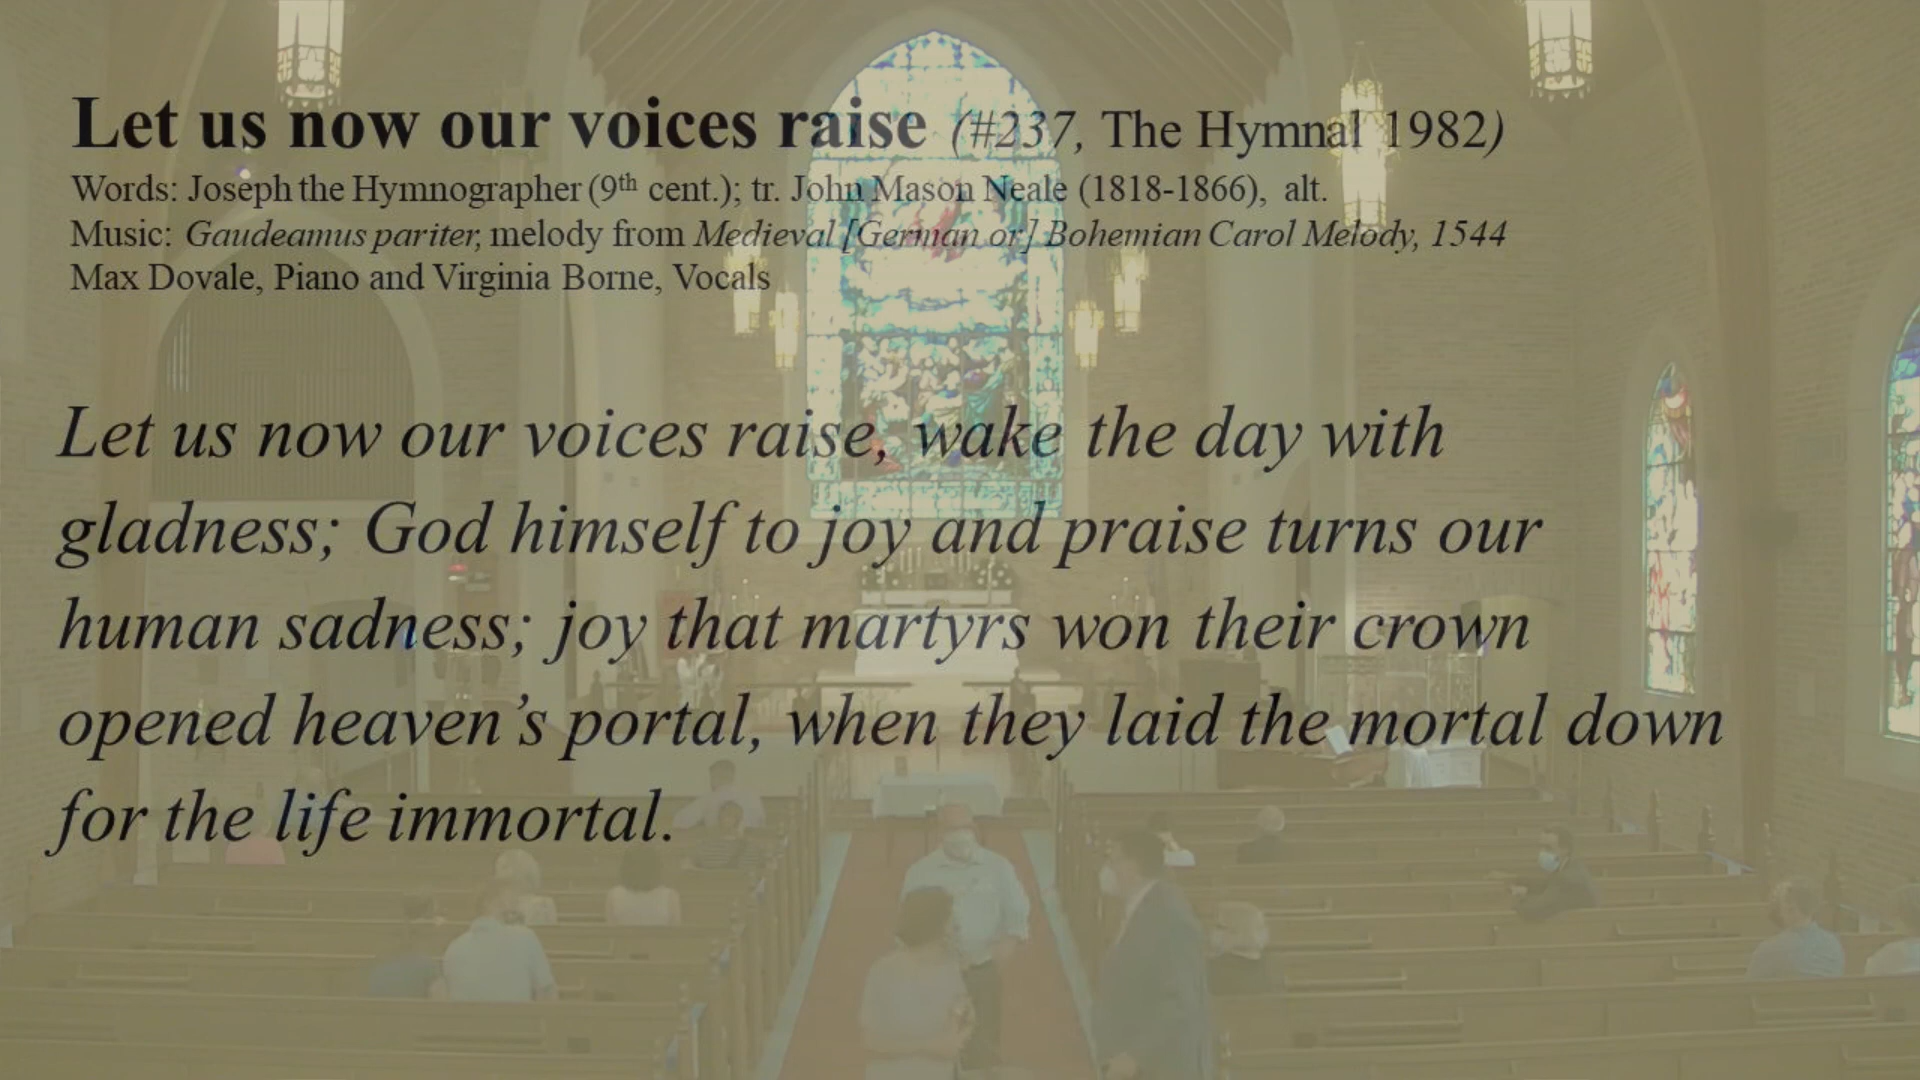 Let us now our voices raise (#237, The Hymnal 1982)
Words: Joseph the Hymnographer (9th cent.); tr. John Mason Neale (1818-1866), alt.
Music: Gaudeamus pariter, melody from Medieval [German or] Bohemian Carol Melody, 1544
Max Dovale, Piano and Virginia Borne, Vocals
Let us now our voices raise, wake the day with
gladness; God himself to joy and praise turns our
human sadness; joy that martyrs won their crown
opened heaven’s portal, when they laid the mortal down
for the life immortal.